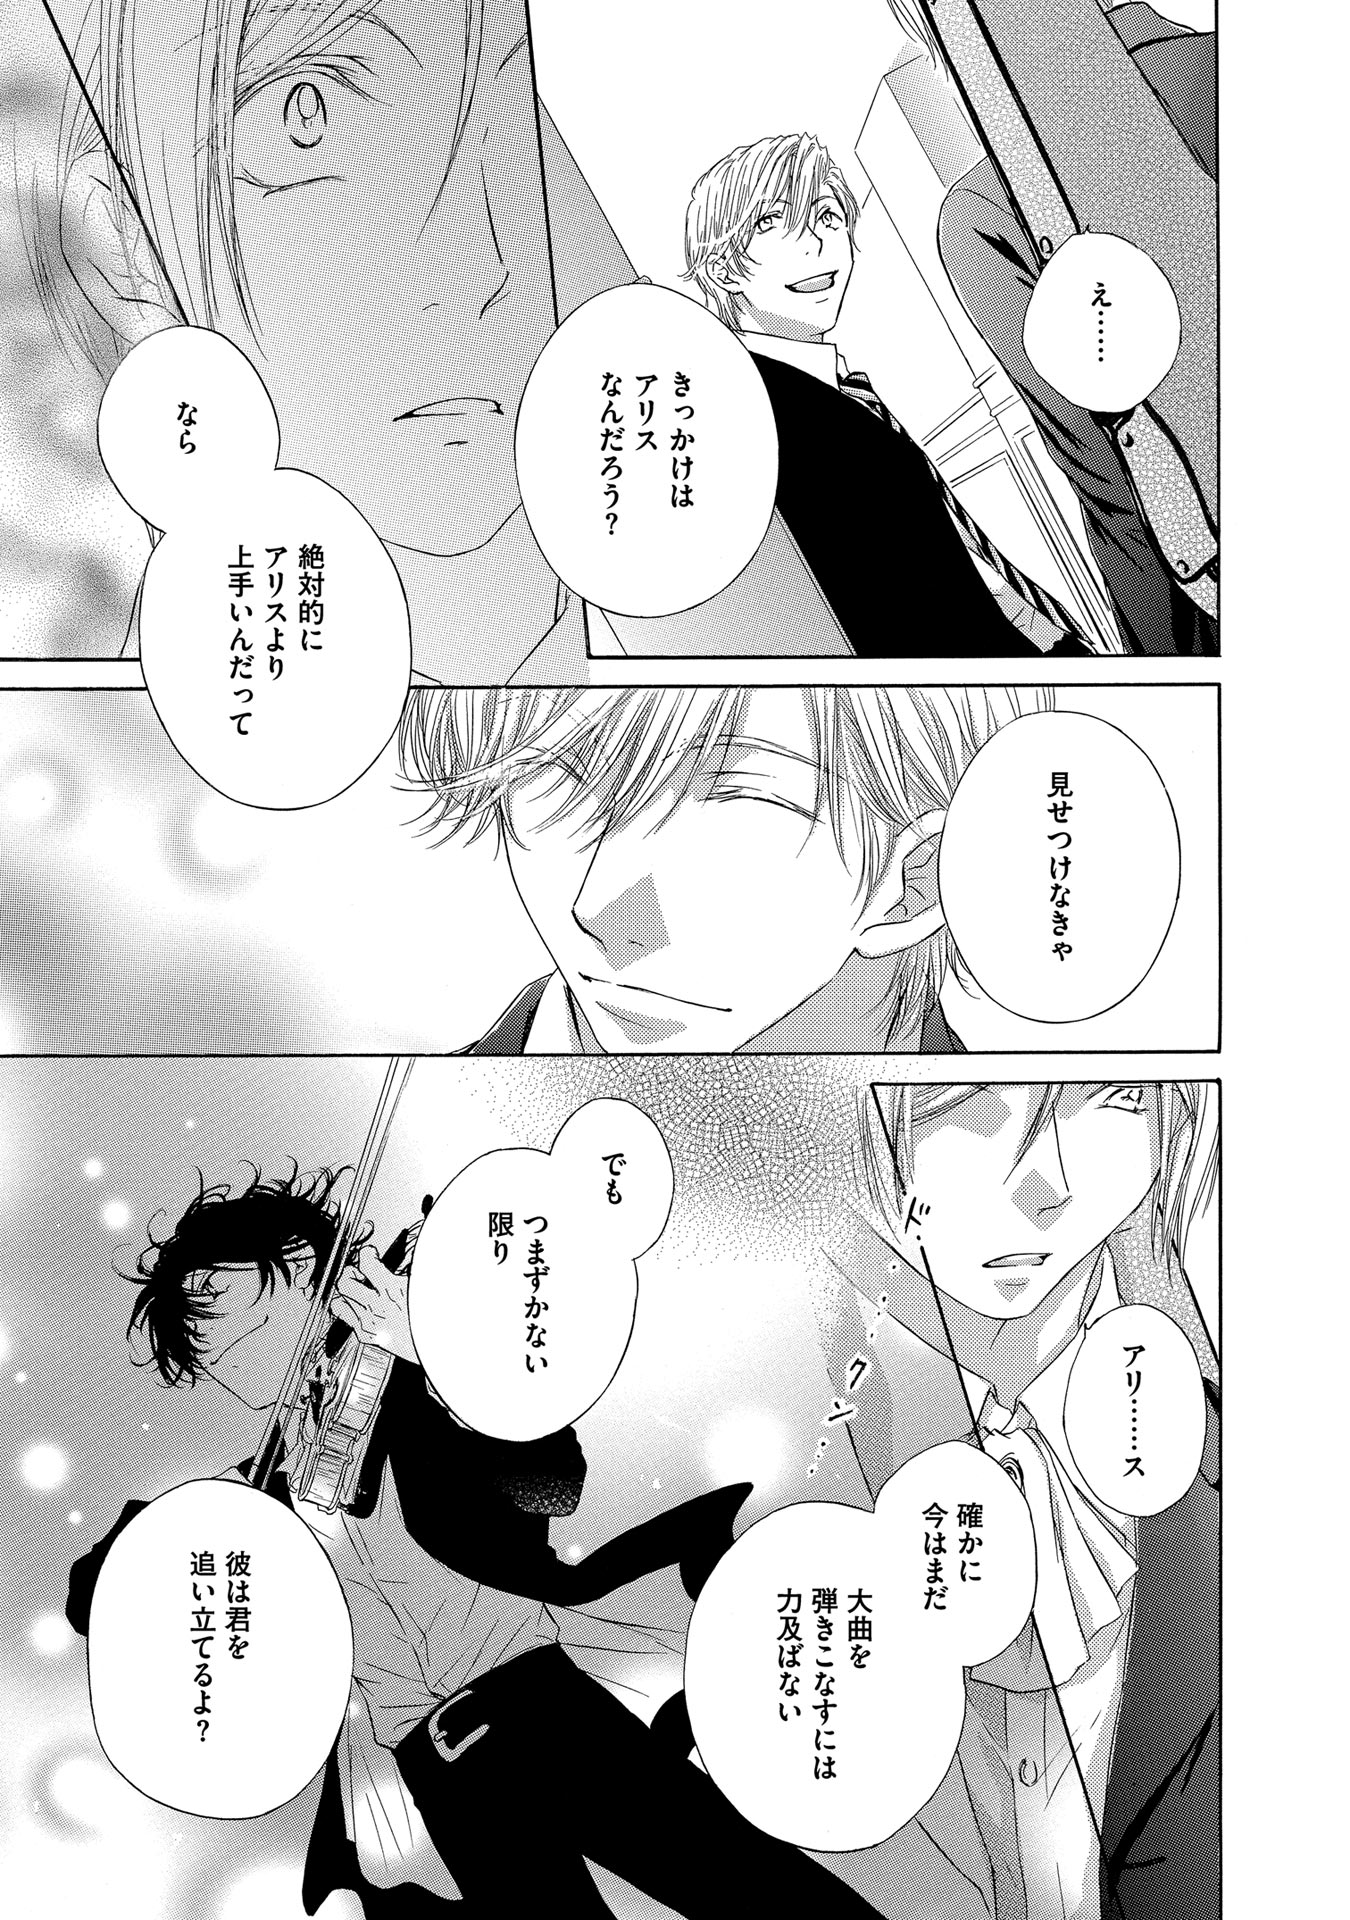 え……
きっかけは
アリス
なんだろう?
なら
絶対的に
アリスより
上手いんだって
見せつけなきゃ
ドクン…
アリ……ス
確かに
今はまだ
大曲を
弾きこなすには
力及ばない
でも
つまずかない
限り
彼は君を
追い立てるよ?